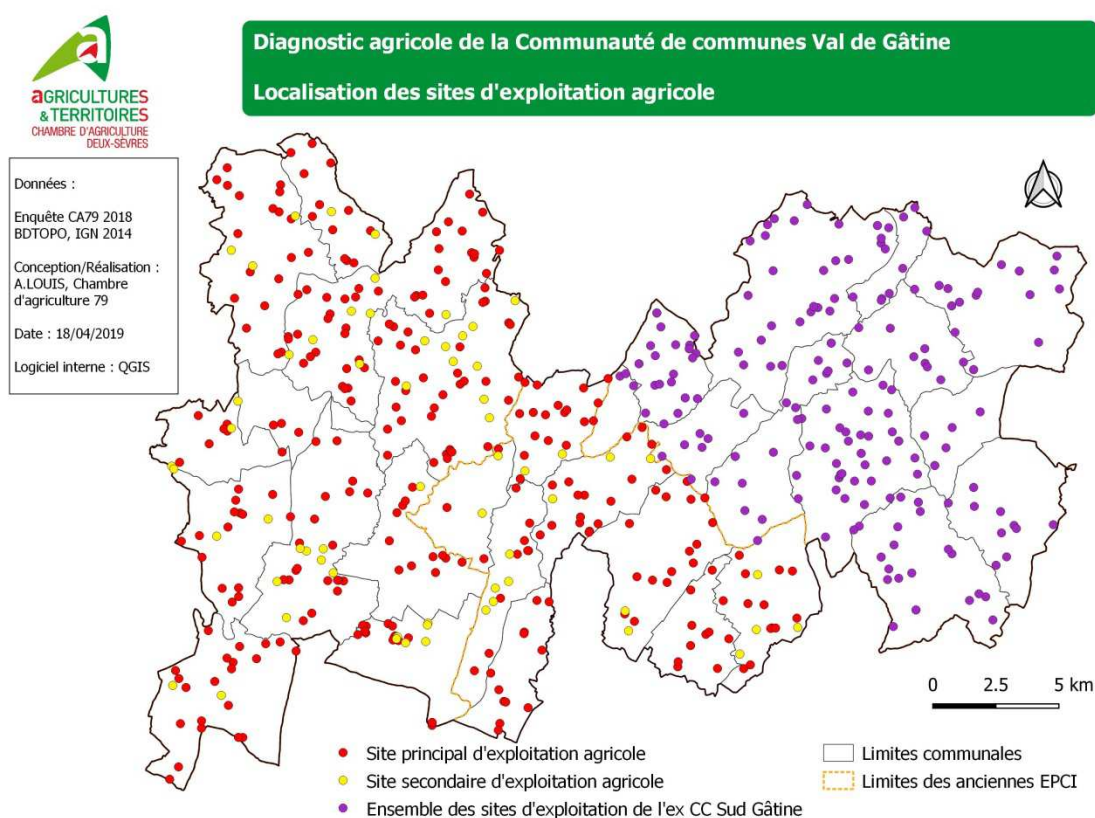 Diagnostic agricole de la Communauté de communes Val de Gâtine
Localisation des sites d'exploitation agricole
a
aGRICULTURES
& TERRITOIRES
CHAMBRE D'AGRICULTURE
DEUX-SÈVRES
Données :
Enquête CA79 2018
BDTOPO, IGN 2014
Conception/Réalisation :
A.LOUIS, Chambre
d'agriculture 79
Date : 18/04/2019
Logiciel interne : QGIS
0 2.5 5 km
Site principal d'exploitation agricole
Site secondaire d'exploitation agricole
Ensemble des sites d'exploitation de l'ex CC Sud Gâtine
Limites communales
Limites des anciennes EPCI